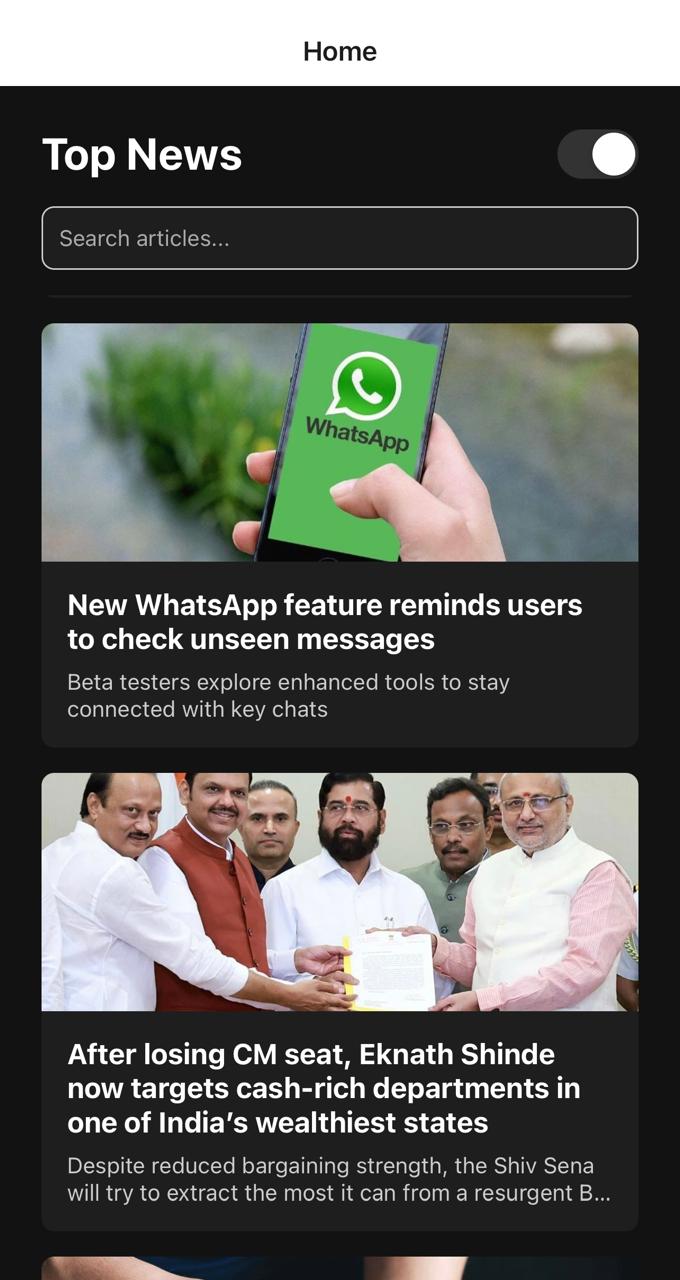 Home
Top News
Search articles...
WhatsApp
New WhatsApp feature reminds users
to check unseen messages
Beta testers explore enhanced tools to stay
connected with key chats
After losing CM seat, Eknath Shinde
now targets cash-rich departments in
one of India’s wealthiest states
Despite reduced bargaining strength, the Shiv Sena
will try to extract the most it can from a resurgent B...